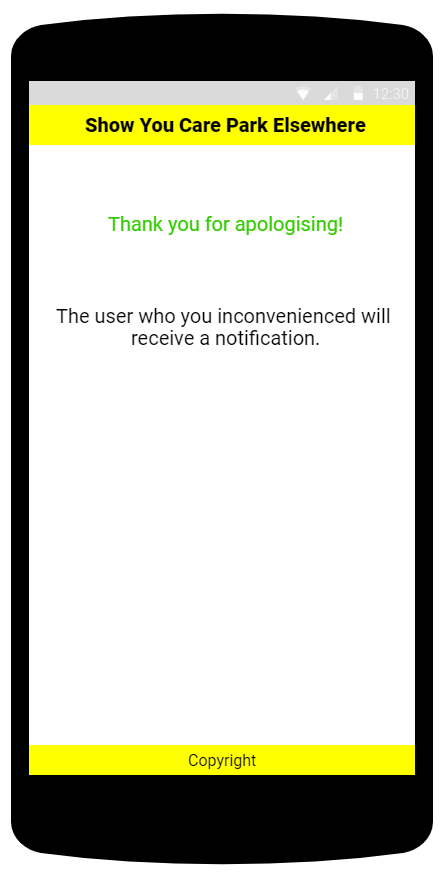 12:30
Show You Care Park Elsewhere
Thank you for apologising!
The user who you inconvenienced will
receive a notification.
Copyright